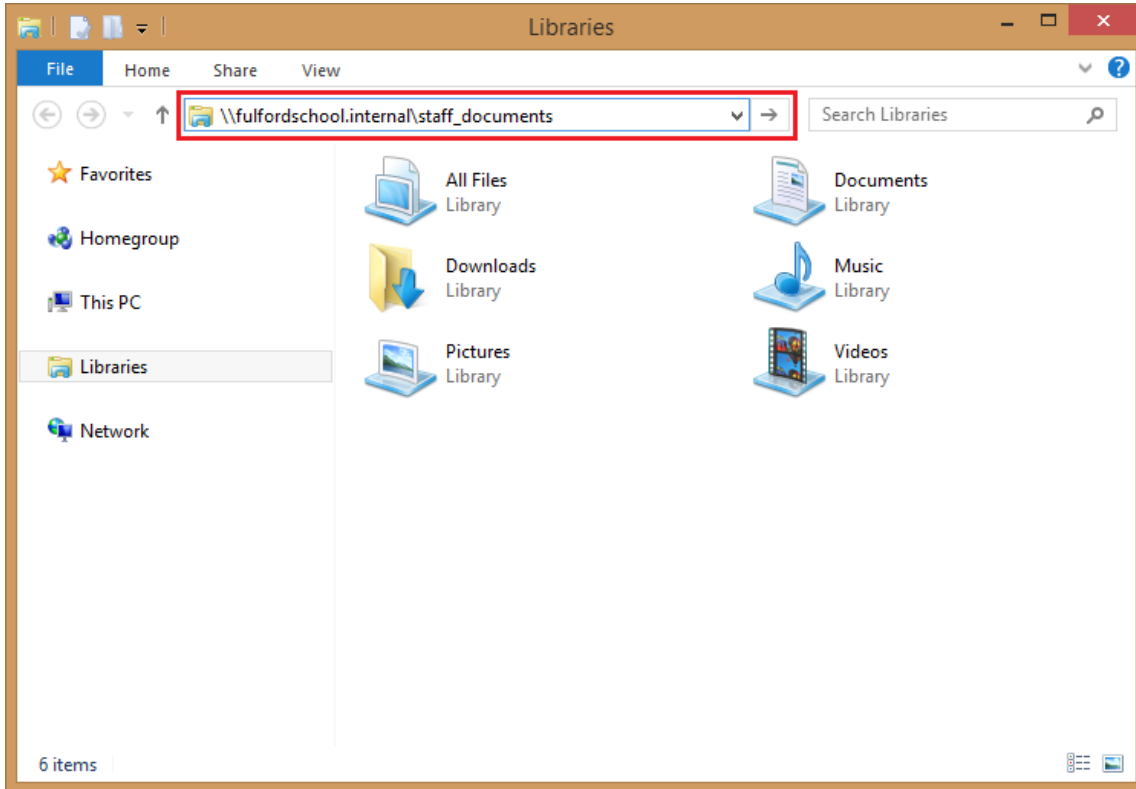 Libraries
File Home Share View
\\fulfordschool.internal\staff_documents
Search Libraries
Favorites
Homegroup
This PC
Libraries
Network
All Files
Library
Documents
Library
Downloads
Library
Music
Library
Pictures
Library
Videos
Library
6 items